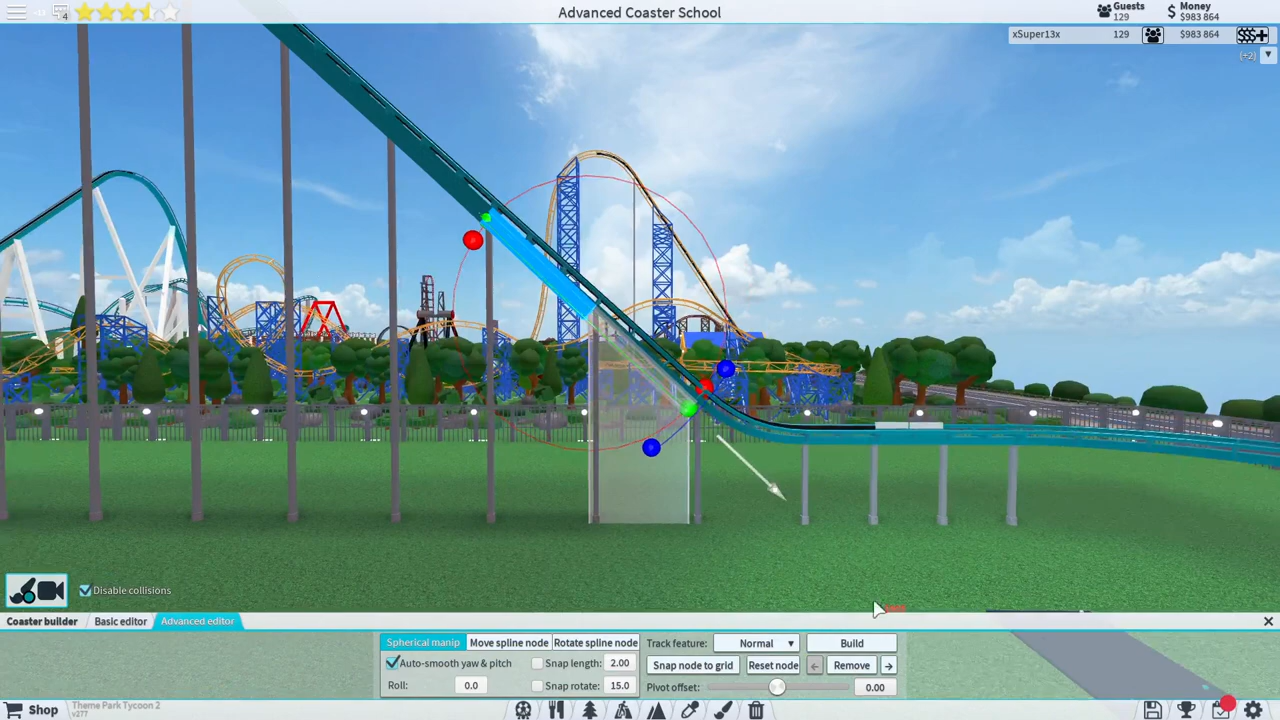 4
Advanced Coaster School
Guests
129
Money
$983 864
xSuper13x 129 $983 864
(÷2)
Disable collisions
Coaster builder Basic editor Advanced editor
Spherical manip Move spline node Rotate spline node Track feature: Normal Build
Auto-smooth yaw & pitch Snap length: 2.00 Snap node to grid Reset node Remove
Roll: 0.0 Snap rotate: 15.0 Pivot offset: 0.00
Shop
Theme Park Tycoon 2
v277